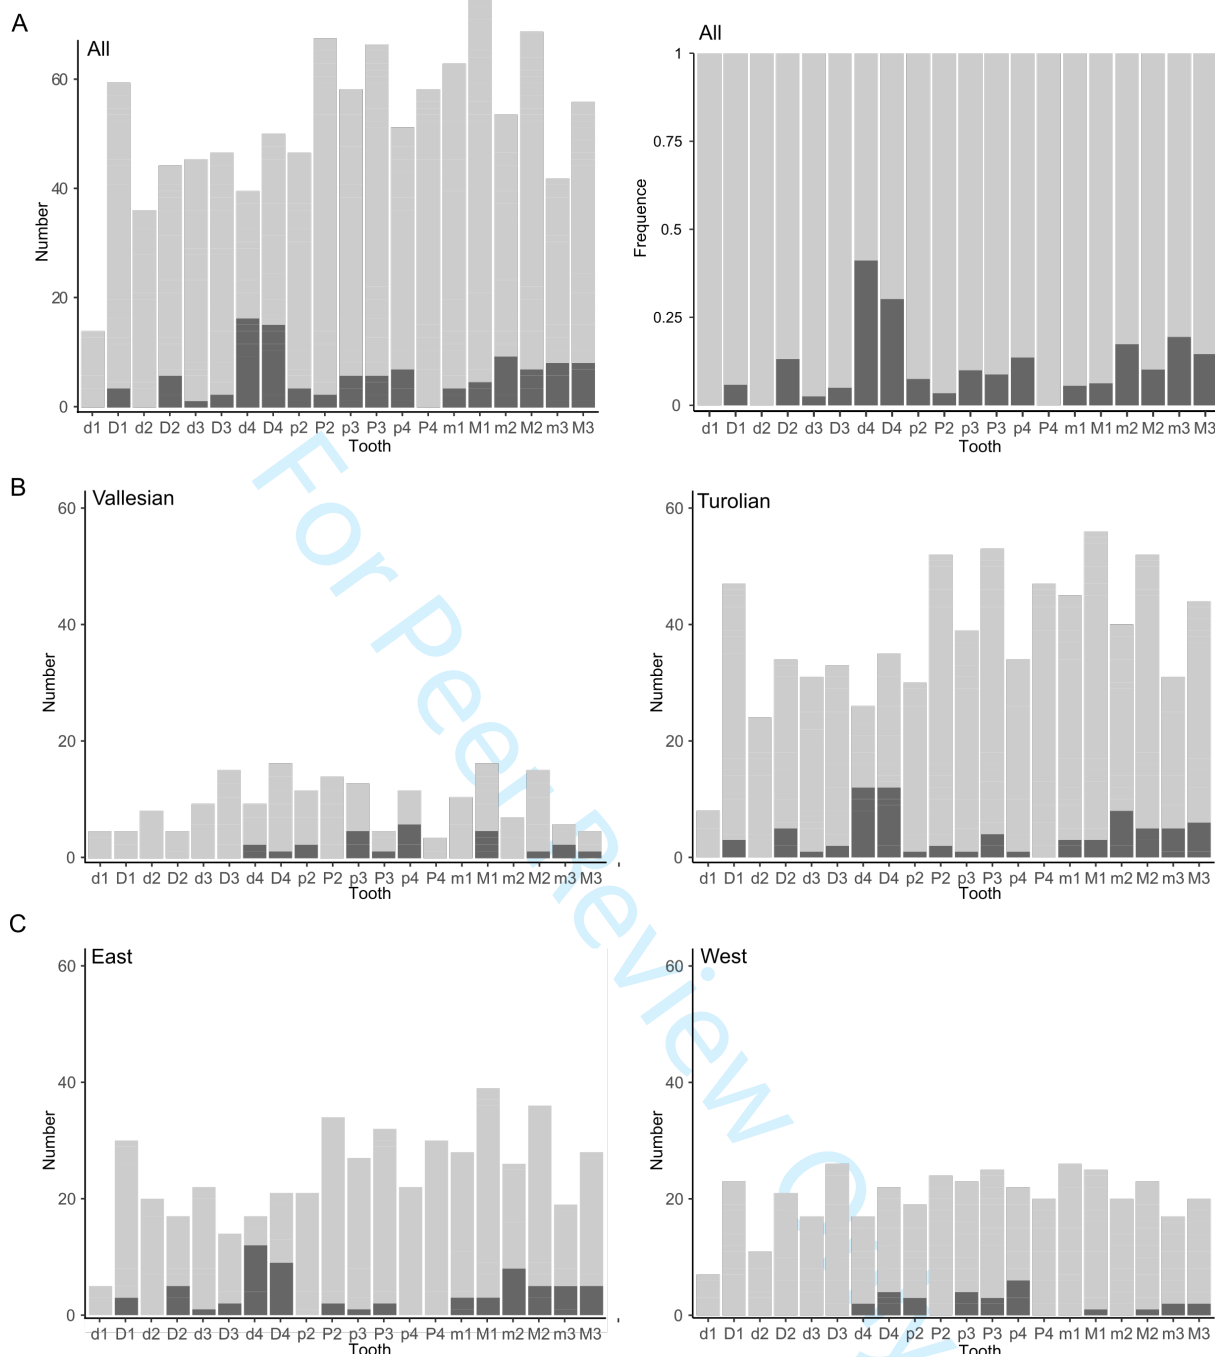 A
All
60
40
20
0
Number
d1 D1 d2 D2 d3 D3 d4 D4 p2 P2 p3 P3 p4 P4 m1 M1 m2 M2 m3 M3
Tooth
All
1
0.75
0.5
0.25
0
Frequence
d1 D1 d2 D2 d3 D3 d4 D4 p2 P2 p3 P3 p4 P4 m1 M1 m2 M2 m3 M3
Tooth
B
Vallesian
60
40
20
0
Number
d1 D1 d2 D2 d3 D3 d4 D4 p2 P2 p3 P3 p4 P4 m1 M1 m2 M2 m3 M3
Tooth
Turolian
60
40
20
0
Number
d1 D1 d2 D2 d3 D3 d4 D4 p2 P2 p3 P3 p4 P4 m1 M1 m2 M2 m3 M3
Tooth
C
East
60
40
20
0
Number
d1 D1 d2 D2 d3 D3 d4 D4 p2 P2 p3 P3 p4 P4 m1 M1 m2 M2 m3 M3
Tooth
West
60
40
20
0
Number
d1 D1 d2 D2 d3 D3 d4 D4 p2 P2 p3 P3 p4 P4 m1 M1 m2 M2 m3 M3
Tooth
For Peer Review